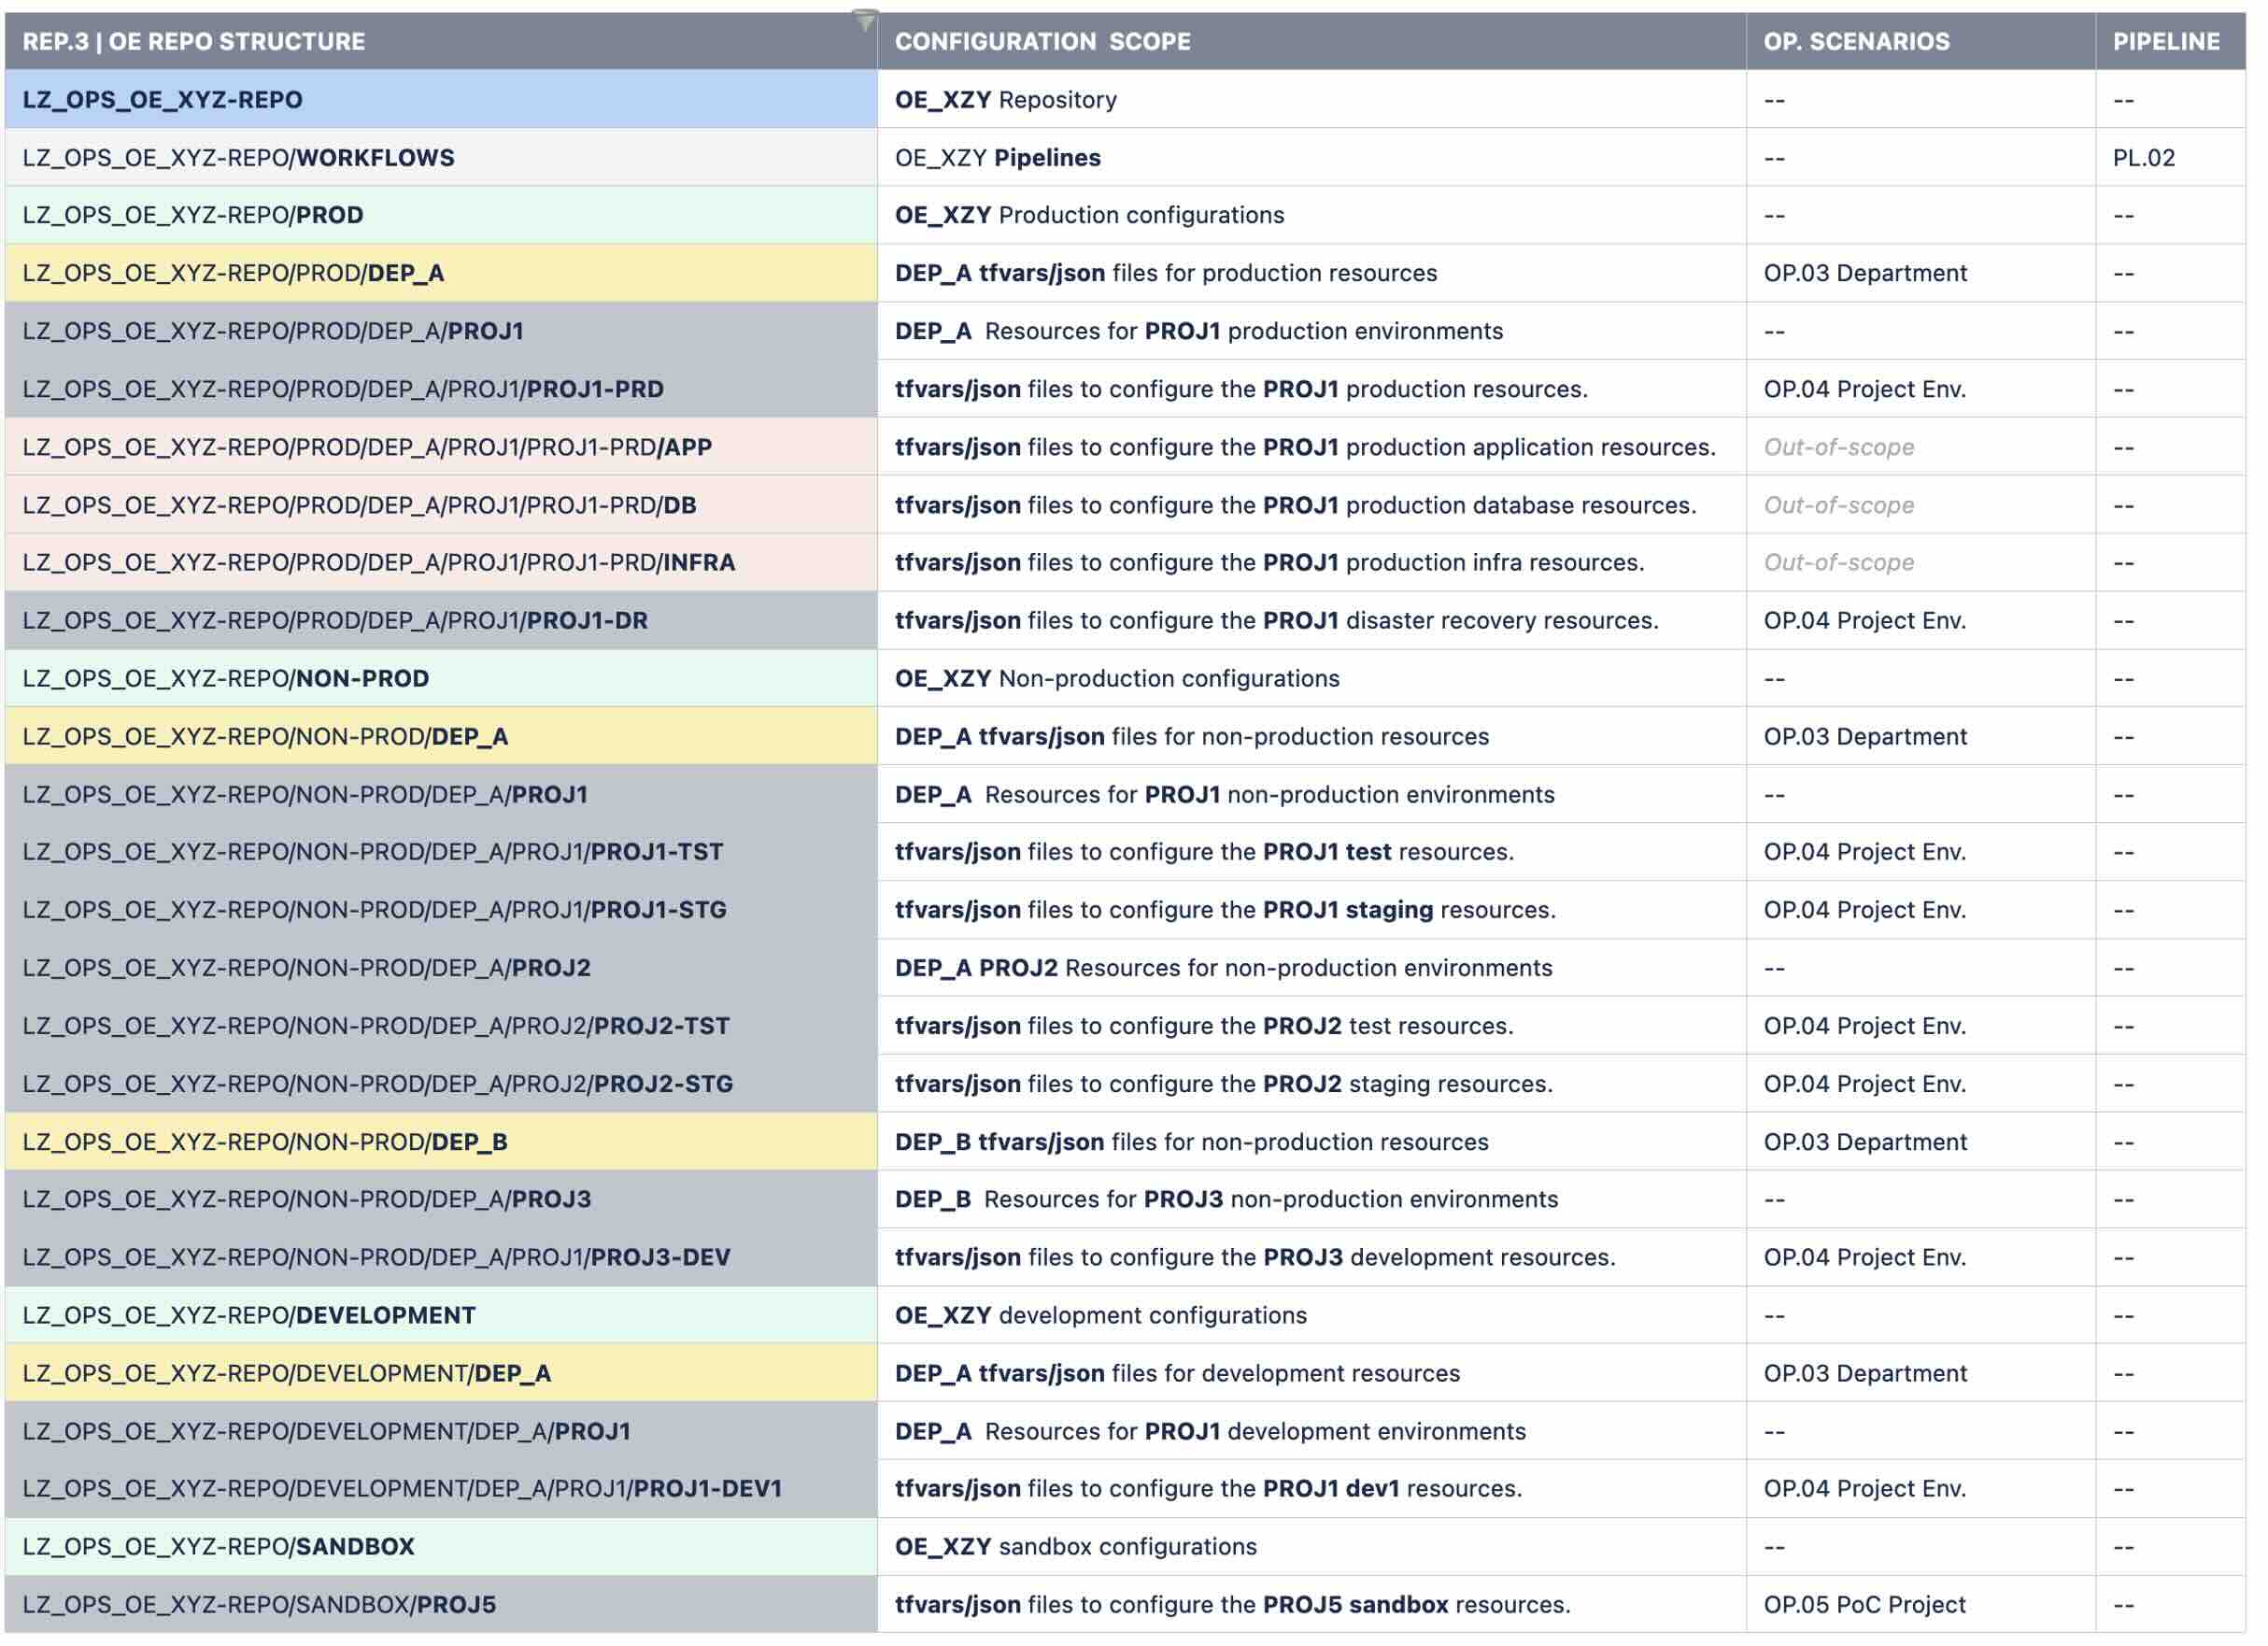 REP.3 | OE REPO STRUCTURE CONFIGURATION SCOPE OP. SCENARIOS PIPELINE
LZ_OPS_OE_XYZ-REPO OE_XZY Repository -- --
LZ_OPS_OE_XYZ-REPO/WORKFLOWS OE_XZY Pipelines -- PL.02
LZ_OPS_OE_XYZ-REPO/PROD OE_XZY Production configurations -- --
LZ_OPS_OE_XYZ-REPO/PROD/DEP_A DEP_A tfvars/json files for production resources OP.03 Department --
LZ_OPS_OE_XYZ-REPO/PROD/DEP_A/PROJ1 DEP_A Resources for PROJ1 production environments -- --
LZ_OPS_OE_XYZ-REPO/PROD/DEP_A/PROJ1/PROJ1-PRD tfvars/json files to configure the PROJ1 production resources. OP.04 Project Env. --
LZ_OPS_OE_XYZ-REPO/PROD/DEP_A/PROJ1/PROJ1-PRD/APP tfvars/json files to configure the PROJ1 production application resources. Out-of-scope --
LZ_OPS_OE_XYZ-REPO/PROD/DEP_A/PROJ1/PROJ1-PRD/DB tfvars/json files to configure the PROJ1 production database resources. Out-of-scope --
LZ_OPS_OE_XYZ-REPO/PROD/DEP_A/PROJ1/PROJ1-PRD/INFRA tfvars/json files to configure the PROJ1 production infra resources. Out-of-scope --
LZ_OPS_OE_XYZ-REPO/PROD/DEP_A/PROJ1/PROJ1-DR tfvars/json files to configure the PROJ1 disaster recovery resources. OP.04 Project Env. --
LZ_OPS_OE_XYZ-REPO/NON-PROD OE_XZY Non-production configurations -- --
LZ_OPS_OE_XYZ-REPO/NON-PROD/DEP_A DEP_A tfvars/json files for non-production resources OP.03 Department --
LZ_OPS_OE_XYZ-REPO/NON-PROD/DEP_A/PROJ1 DEP_A Resources for PROJ1 non-production environments -- --
LZ_OPS_OE_XYZ-REPO/NON-PROD/DEP_A/PROJ1/PROJ1-TST tfvars/json files to configure the PROJ1 test resources. OP.04 Project Env. --
LZ_OPS_OE_XYZ-REPO/NON-PROD/DEP_A/PROJ1/PROJ1-STG tfvars/json files to configure the PROJ1 staging resources. OP.04 Project Env. --
LZ_OPS_OE_XYZ-REPO/NON-PROD/DEP_A/PROJ2 DEP_A PROJ2 Resources for non-production environments -- --
LZ_OPS_OE_XYZ-REPO/NON-PROD/DEP_A/PROJ2/PROJ2-TST tfvars/json files to configure the PROJ2 test resources. OP.04 Project Env. --
LZ_OPS_OE_XYZ-REPO/NON-PROD/DEP_A/PROJ2/PROJ2-STG tfvars/json files to configure the PROJ2 staging resources. OP.04 Project Env. --
LZ_OPS_OE_XYZ-REPO/NON-PROD/DEP_B DEP_B tfvars/json files for non-production resources OP.03 Department --
LZ_OPS_OE_XYZ-REPO/NON-PROD/DEP_A/PROJ3 DEP_B Resources for PROJ3 non-production environments -- --
LZ_OPS_OE_XYZ-REPO/NON-PROD/DEP_A/PROJ1/PROJ3-DEV tfvars/json files to configure the PROJ3 development resources. OP.04 Project Env. --
LZ_OPS_OE_XYZ-REPO/DEVELOPMENT OE_XZY development configurations -- --
LZ_OPS_OE_XYZ-REPO/DEVELOPMENT/DEP_A DEP_A tfvars/json files for development resources OP.03 Department --
LZ_OPS_OE_XYZ-REPO/DEVELOPMENT/DEP_A/PROJ1 DEP_A Resources for PROJ1 development environments -- --
LZ_OPS_OE_XYZ-REPO/DEVELOPMENT/DEP_A/PROJ1/PROJ1-DEV1 tfvars/json files to configure the PROJ1 dev1 resources. OP.04 Project Env. --
LZ_OPS_OE_XYZ-REPO/SANDBOX OE_XZY sandbox configurations -- --
LZ_OPS_OE_XYZ-REPO/SANDBOX/PROJ5 tfvars/json files to configure the PROJ5 sandbox resources. OP.05 PoC Project --